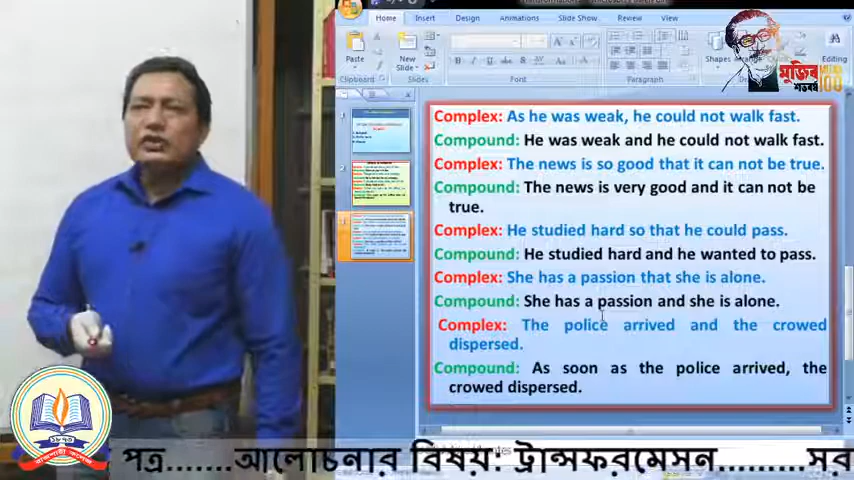 Home Insert Design Animations Slide Show Review View
Paste
New
Slide
Shapes
Editing
Clipboard
Font
Paragraph
মুজিব
শতবর্ষ
100
Complex: As he was weak, he could not walk fast.
Compound: He was weak and he could not walk fast.
Complex: The news is so good that it can not be true.
Compound: The news is very good and it can not be
true.
Complex: He studied hard so that he could pass.
Compound: He studied hard and he wanted to pass.
Complex: She has a passion that she is alone.
Compound: She has a passion and she is alone.
Complex: The police arrived and the crowed
dispersed.
Compound: As soon as the police arrived, the
crowed dispersed.
রাজশাহী কলেজ
পত্র.......আলোচনার বিষয়: ট্রান্সফরমেসন.........সর